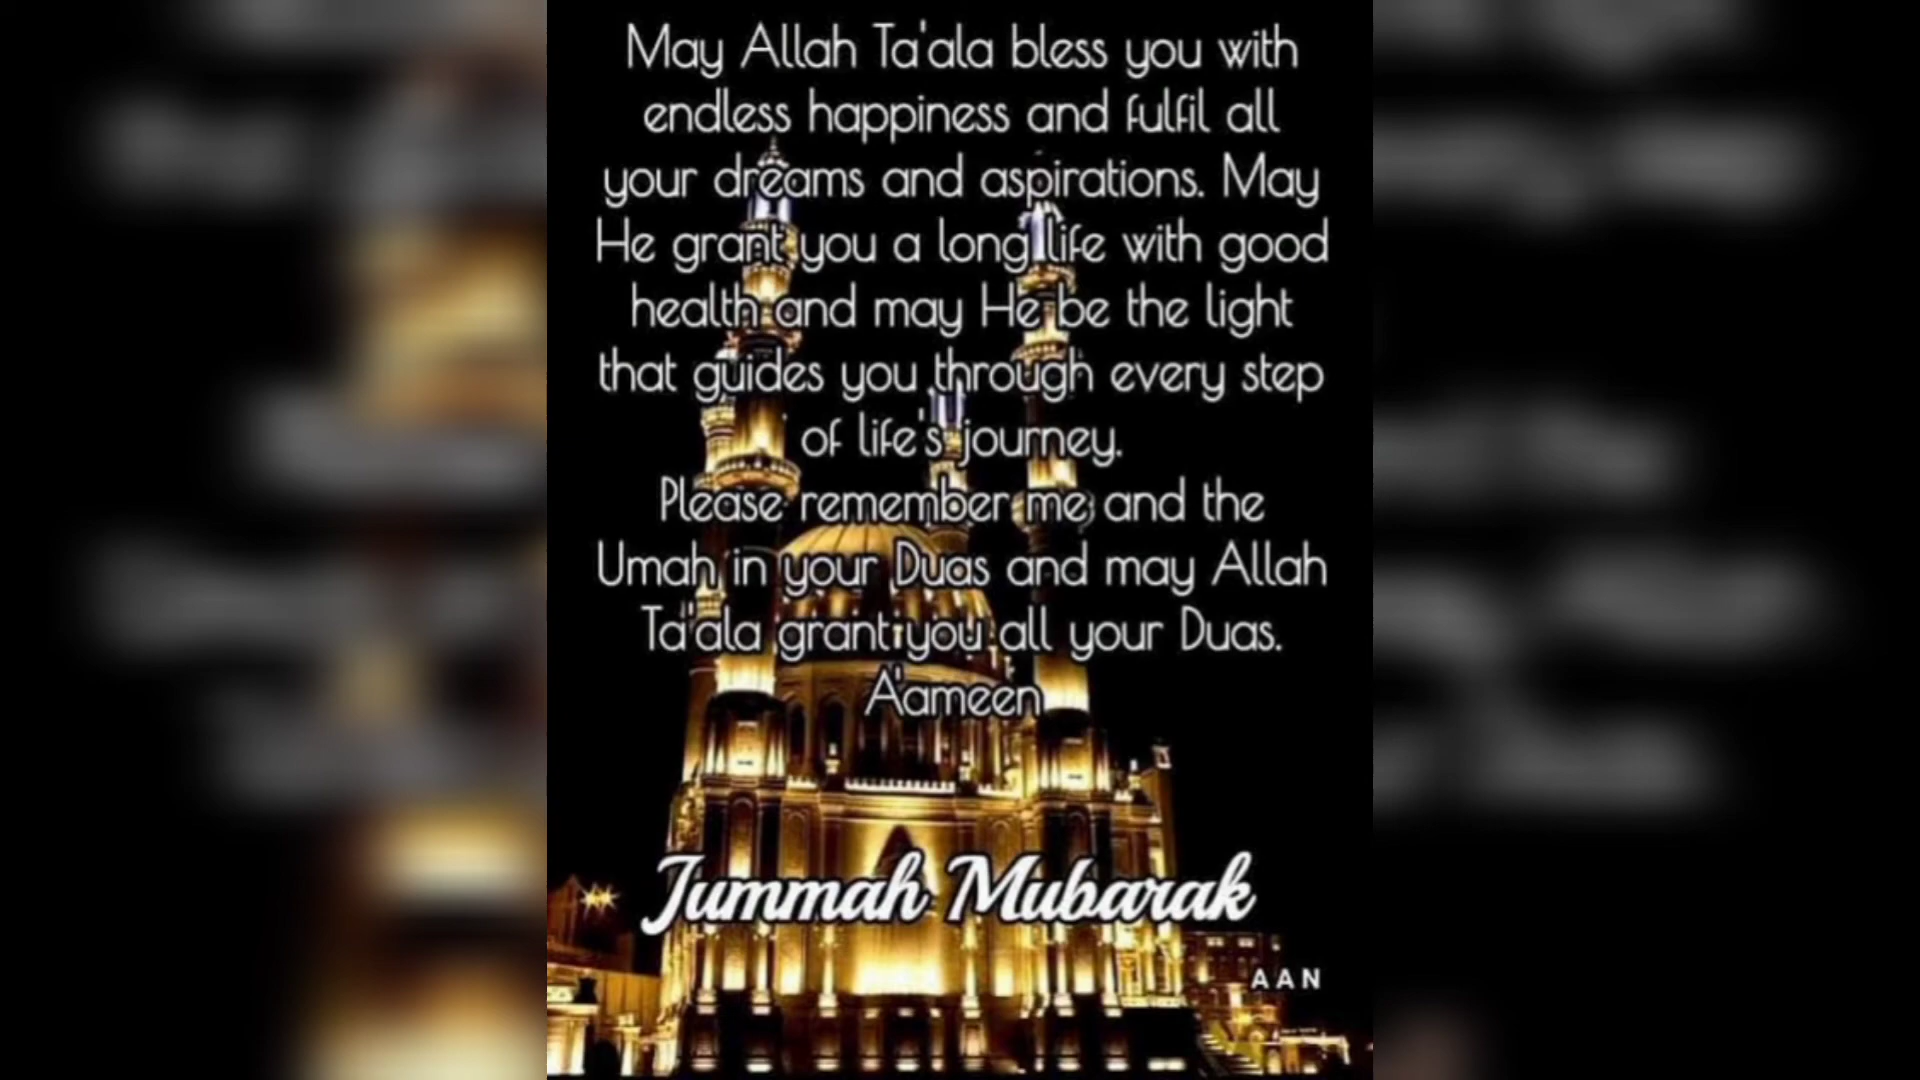 May Allah Ta'ala bless you with
endless happiness and fulfil all
your dreams and aspirations. May
He grant you a long life with good
health and may He be the light
that guides you through every step
of life's journey.
Please remember me and the
Umah in your Duas and may Allah
Ta'ala grant you all your Duas.
A'ameen
Jummah Mubarak
AAN